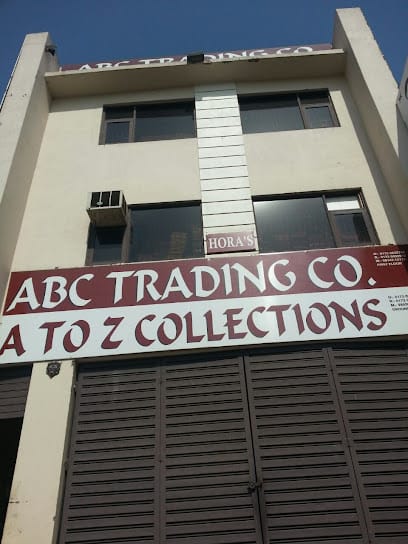 ABC TRADING CO.
HORA'S
ABC TRADING CO.
A TO Z COLLECTIONS